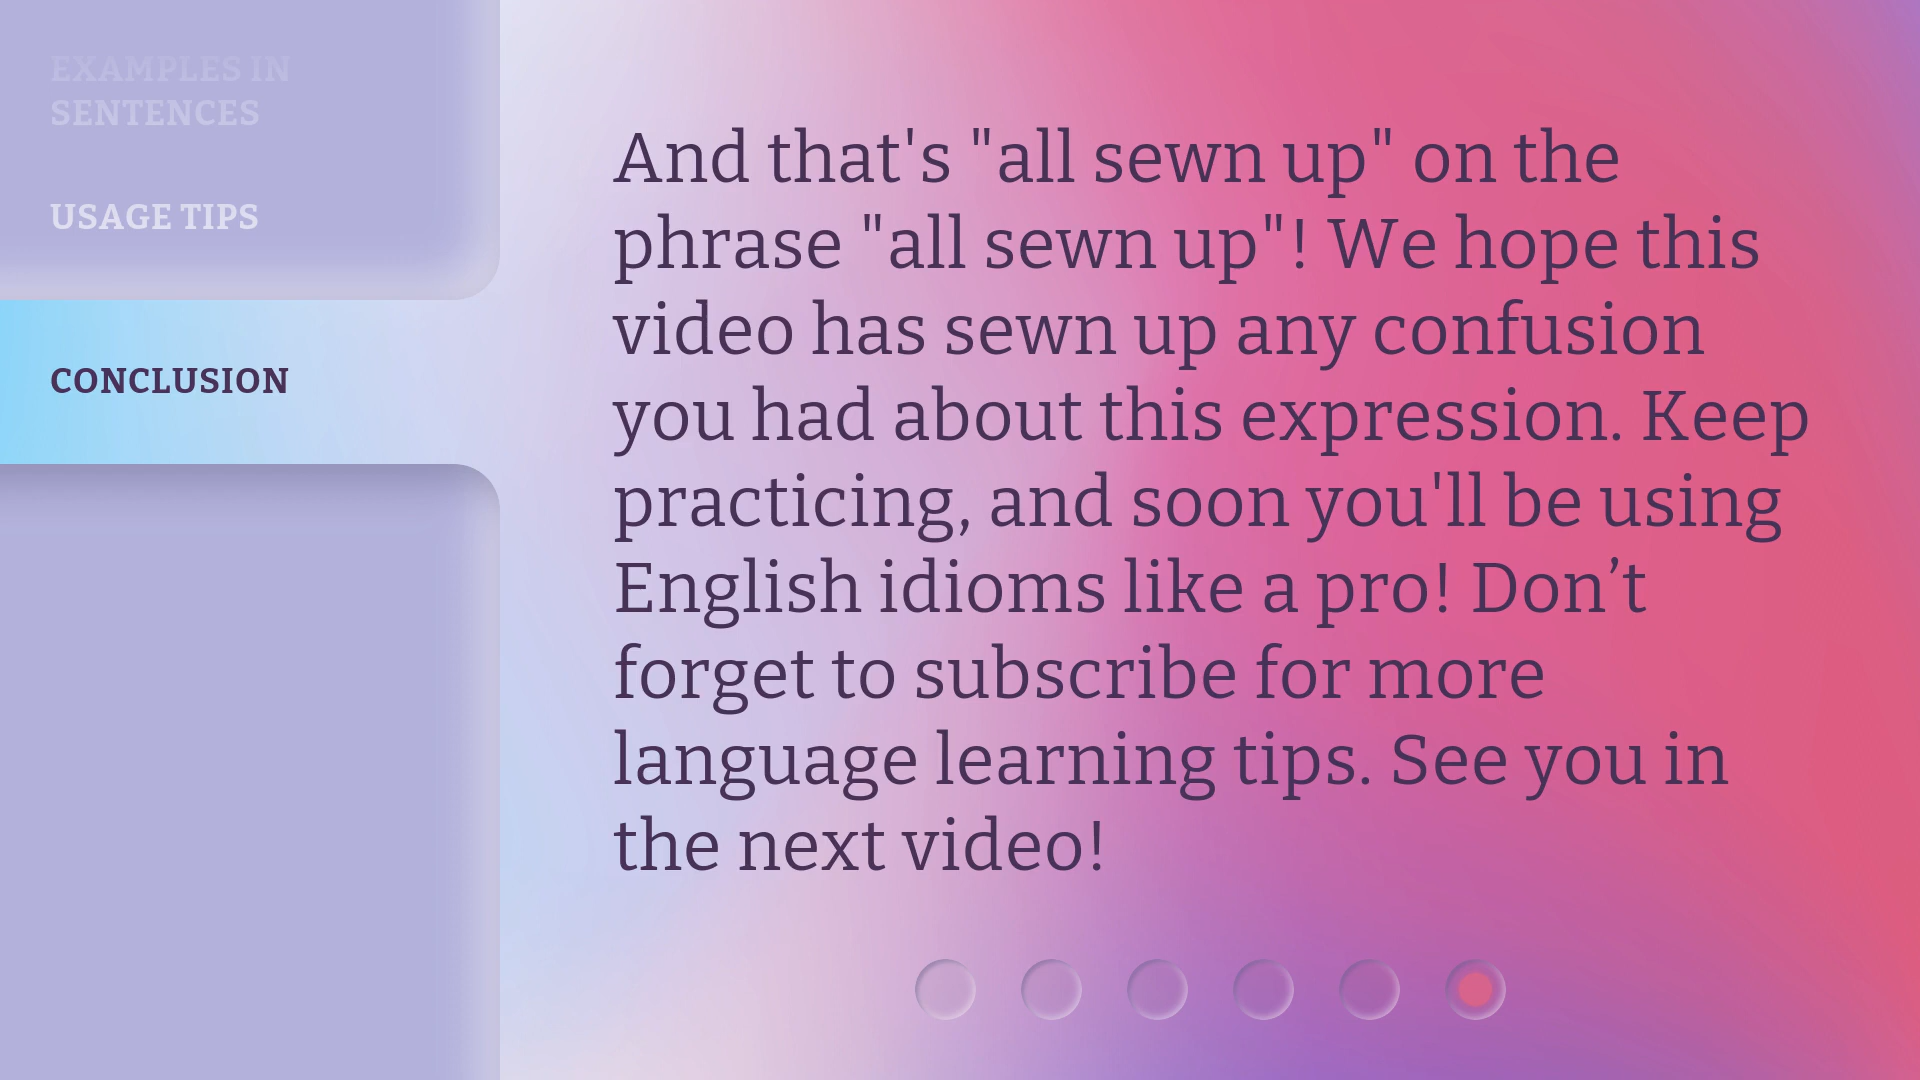 EXAMPLES IN
SENTENCES
USAGE TIPS
CONCLUSION
And that's "all sewn up" on the
phrase "all sewn up"! We hope this
video has sewn up any confusion
you had about this expression. Keep
practicing, and soon you'll be using
English idioms like a pro! Don’t
forget to subscribe for more
language learning tips. See you in
the next video!